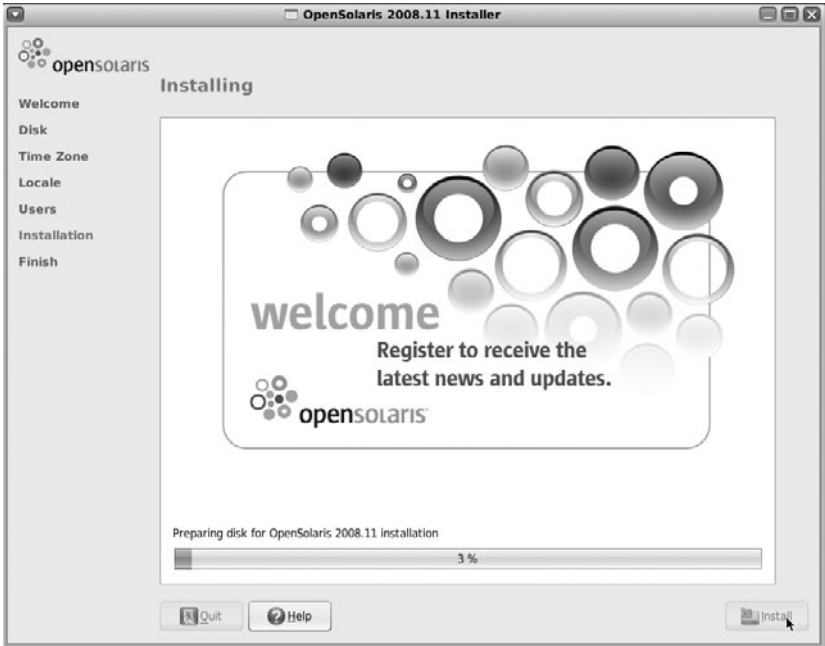 OpenSolaris 2008.11 Installer
opensolaris
Installing
Welcome
Disk
Time Zone
Locale
Users
Installation
Finish
welcome
Register to receive the
latest news and updates.
opensolaris
Preparing disk for OpenSolaris 2008.11 installation
3 %
Quit
Help
Install